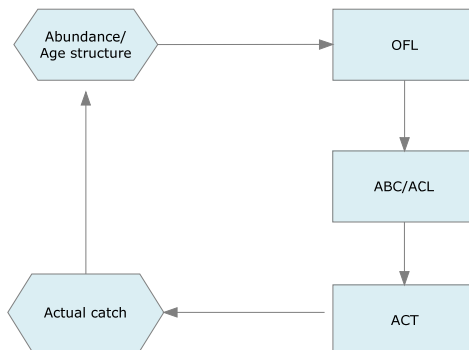 Abundance/
Age structure
OFL
ABC/ACL
Actual catch
ACT